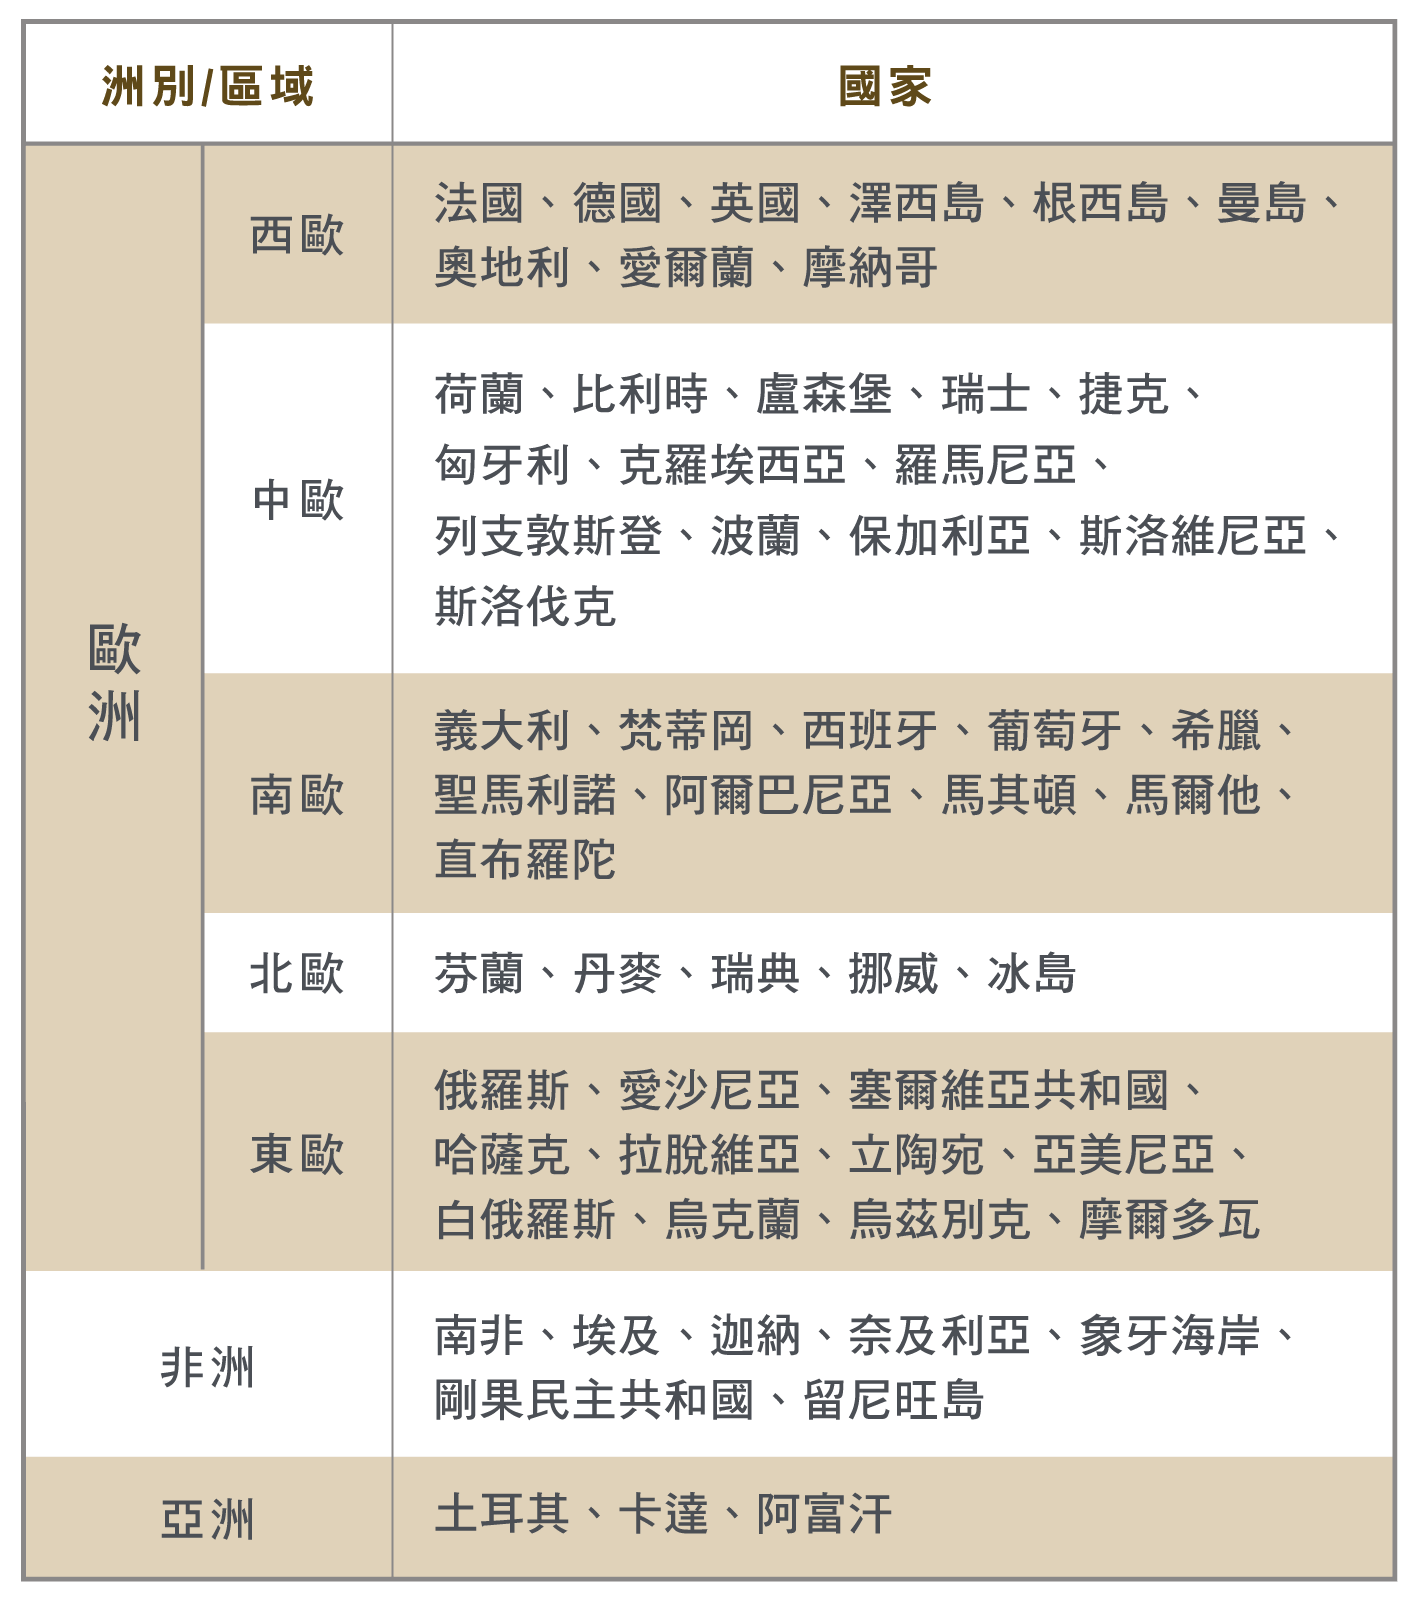 洲別/區域
國家
歐洲
西歐
法國、德國、英國、澤西島、根西島、曼島、
奧地利、愛爾蘭、摩納哥
中歐
荷蘭、比利時、盧森堡、瑞士、捷克、
匈牙利、克羅埃西亞、羅馬尼亞、
列支敦斯登、波蘭、保加利亞、斯洛維尼亞、
斯洛伐克
南歐
義大利、梵蒂岡、西班牙、葡萄牙、希臘、
聖馬利諾、阿爾巴尼亞、馬其頓、馬爾他、
直布羅陀
北歐
芬蘭、丹麥、瑞典、挪威、冰島
東歐
俄羅斯、愛沙尼亞、塞爾維亞共和國、
哈薩克、拉脫維亞、立陶宛、亞美尼亞、
白俄羅斯、烏克蘭、烏茲別克、摩爾多瓦
非洲
南非、埃及、迦納、奈及利亞、象牙海岸、
剛果民主共和國、留尼旺島
亞洲
土耳其、卡達、阿富汗